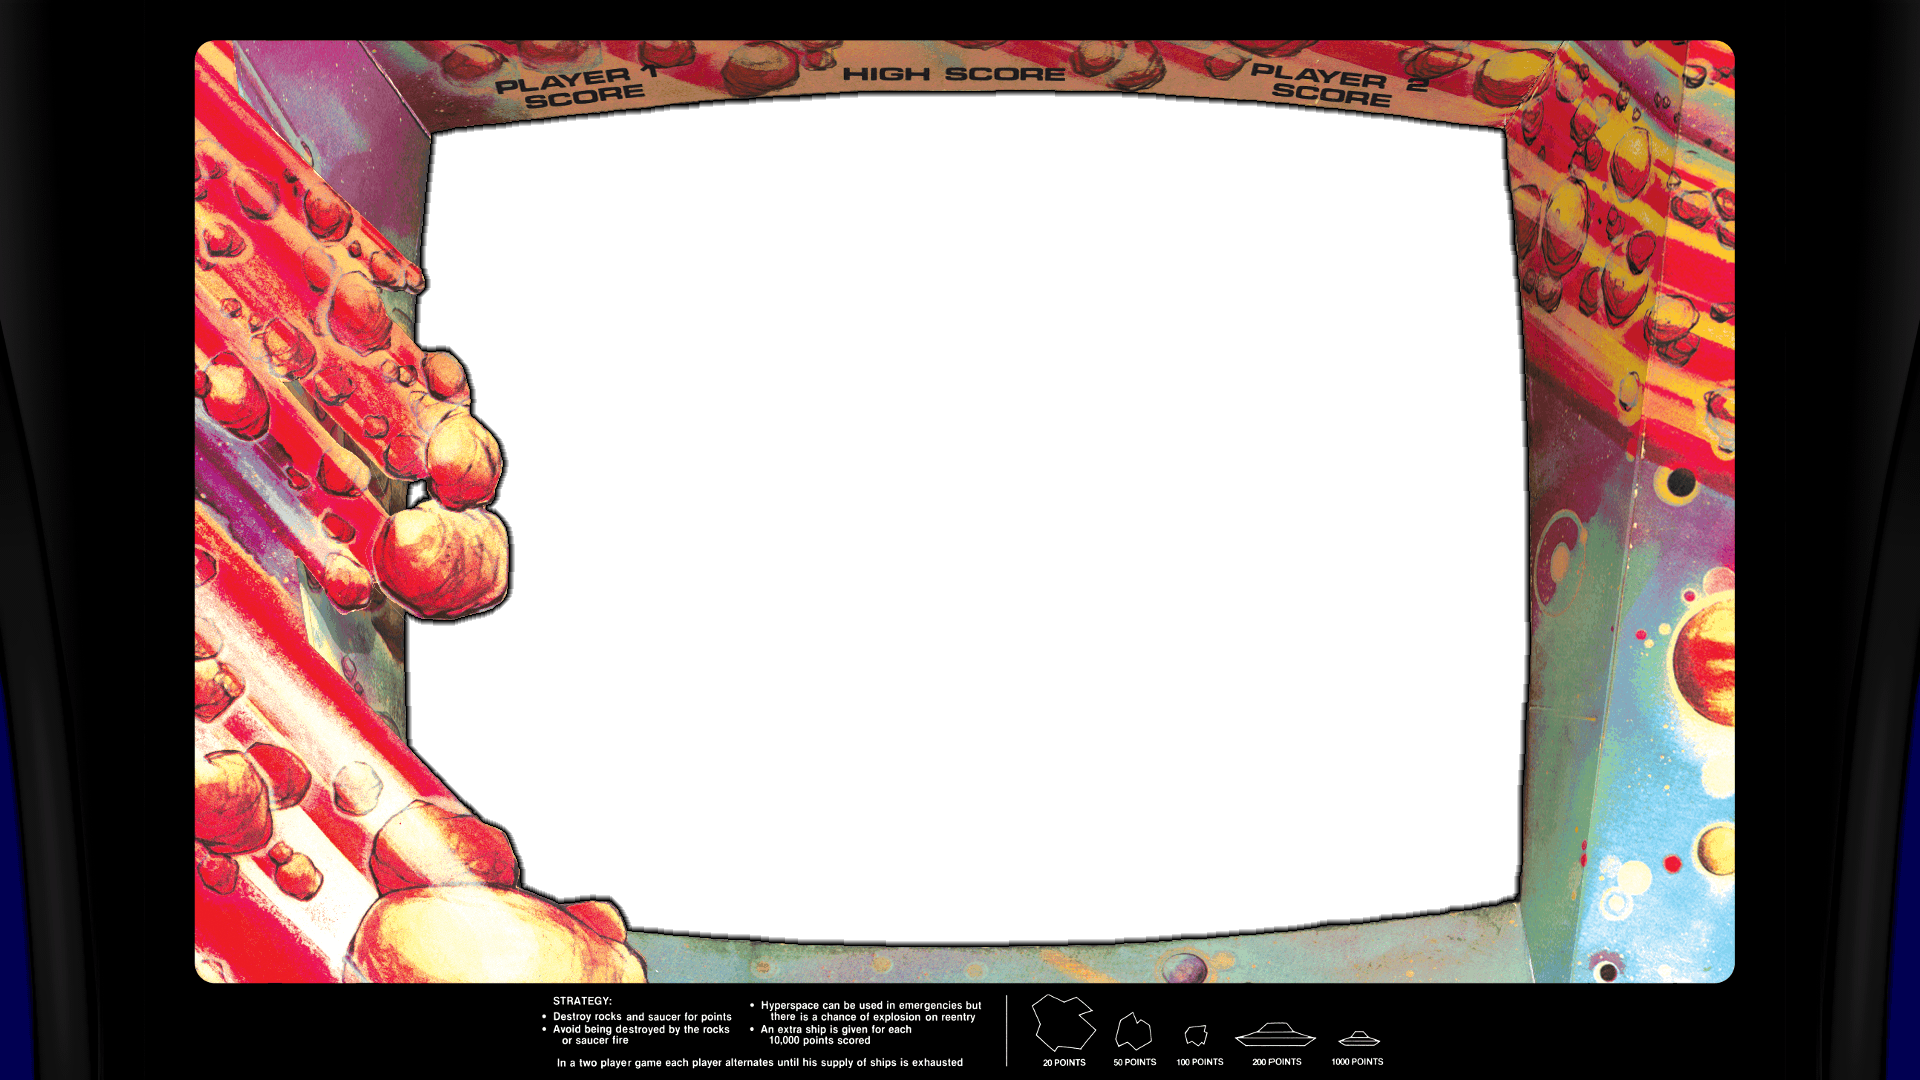 PLAYER 1
SCORE
HIGH SCORE
PLAYER 2
SCORE
STRATEGY:
• Destroy rocks and saucer for points
• Avoid being destroyed by the rocks
or saucer fire
• Hyperspace can be used in emergencies but
there is a chance of explosion on reentry
• An extra ship is given for each
10,000 points scored
In a two player game each player alternates until his supply of ships is exhausted
20 POINTS
50 POINTS
100 POINTS
200 POINTS
1000 POINTS